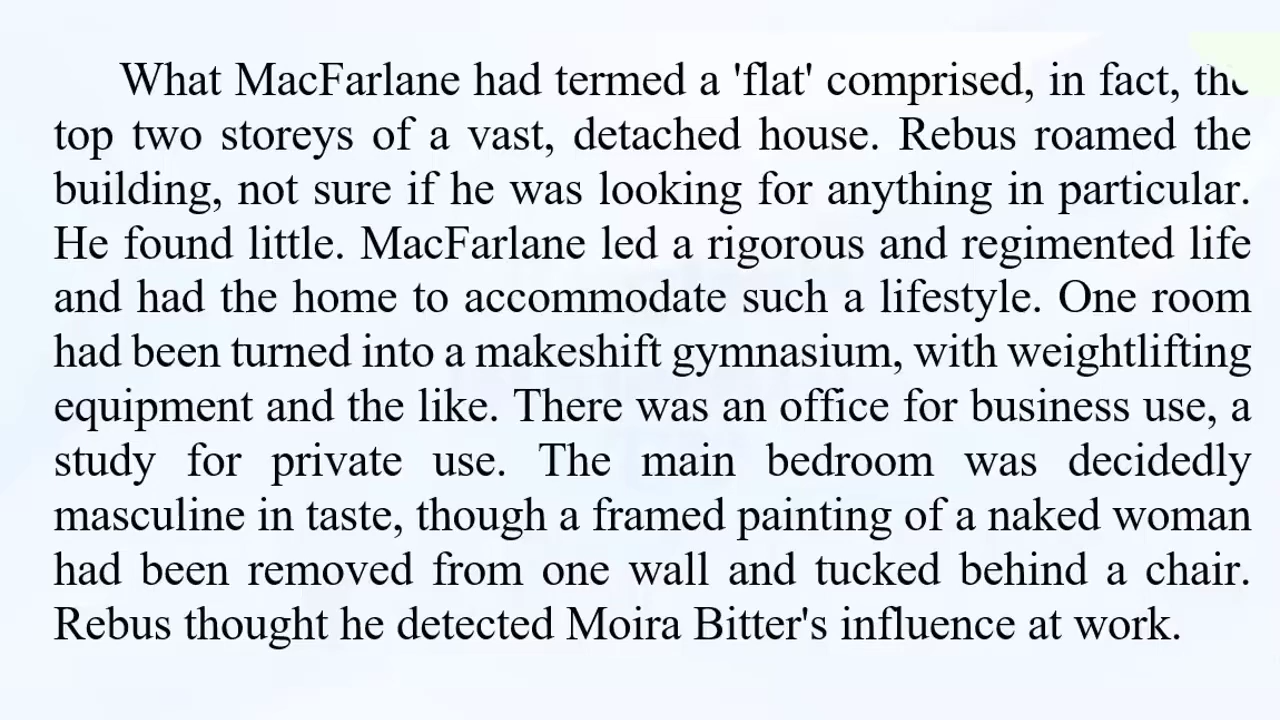 What MacFarlane had termed a 'flat' comprised, in fact, the
top two storeys of a vast, detached house. Rebus roamed the
building, not sure if he was looking for anything in particular.
He found little. MacFarlane led a rigorous and regimented life
and had the home to accommodate such a lifestyle. One room
had been turned into a makeshift gymnasium, with weightlifting
equipment and the like. There was an office for business use, a
study for private use. The main bedroom was decidedly
masculine in taste, though a framed painting of a naked woman
had been removed from one wall and tucked behind a chair.
Rebus thought he detected Moira Bitter's influence at work.